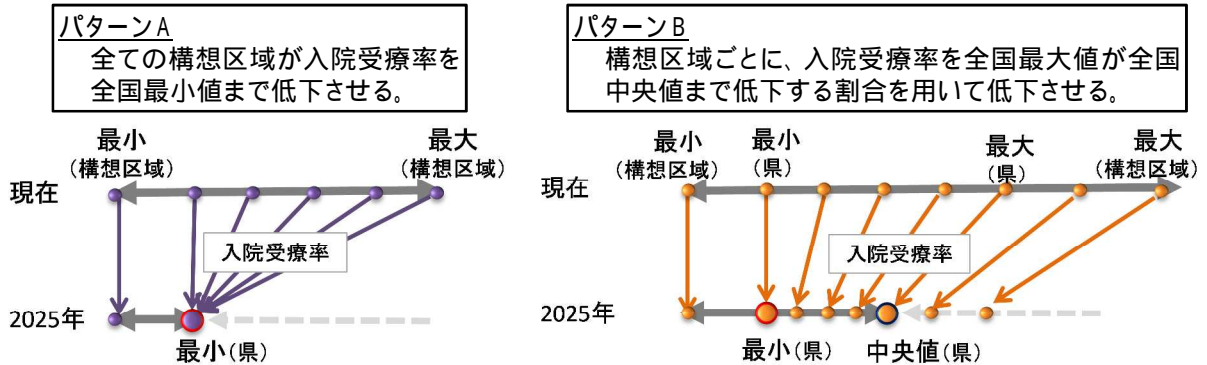 パターンA
全ての構想区域が入院受療率を
全国最小値まで低下させる。
最小
(構想区域)
最大
(構想区域)
現在
入院受療率
2025年
最小(県)
パターンB
構想区域ごとに、入院受療率を全国最大値が全国
中央値まで低下する割合を用いて低下させる。
最小
(構想区域)
最小
(県)
最大
(県)
最大
(構想区域)
現在
入院受療率
2025年
最小(県)
中央値(県)